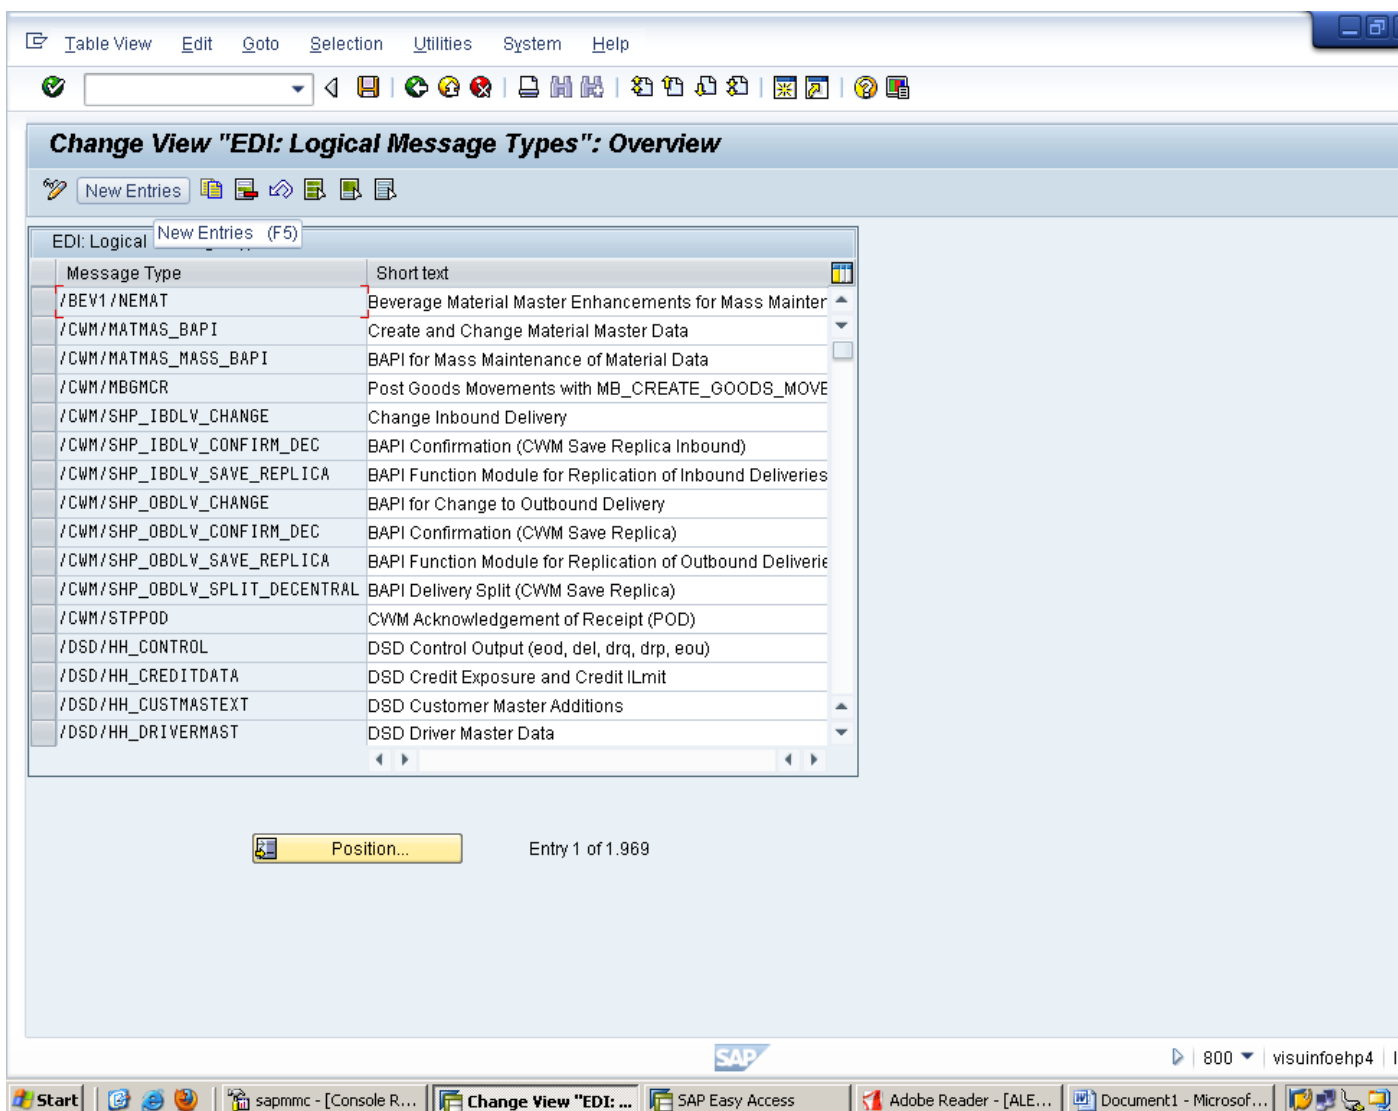 Table View Edit Goto Selection Utilities System Help
Change View "EDI: Logical Message Types": Overview
New Entries
New Entries (F5)
EDI: Logical
Message Type Short text
/BEV1/NEMAT Beverage Material Master Enhancements for Mass Mainter
/CWM/MATMAS_BAPI Create and Change Material Master Data
/CWM/MATMAS_MASS_BAPI BAPI for Mass Maintenance of Material Data
/CWM/MBGMCR Post Goods Movements with MB_CREATE_GOODS_MOVE
/CWM/SHP_IBDLV_CHANGE Change Inbound Delivery
/CWM/SHP_IBDLV_CONFIRM_DEC BAPI Confirmation (CWM Save Replica Inbound)
/CWM/SHP_IBDLV_SAVE_REPLICA BAPI Function Module for Replication of Inbound Deliveries
/CWM/SHP_OBDLV_CHANGE BAPI for Change to Outbound Delivery
/CWM/SHP_OBDLV_CONFIRM_DEC BAPI Confirmation (CWM Save Replica)
/CWM/SHP_OBDLV_SAVE_REPLICA BAPI Function Module for Replication of Outbound Deliverie
/CWM/SHP_OBDLV_SPLIT_DECENTRAL BAPI Delivery Split (CWM Save Replica)
/CWM/STPPOD CWM Acknowledgement of Receipt (POD)
/DSD/HH_CONTROL DSD Control Output (eod, del, drq, drp, eou)
/DSD/HH_CREDITDATA DSD Credit Exposure and Credit lLmit
/DSD/HH_CUSTMASTEXT DSD Customer Master Additions
/DSD/HH_DRIVERMAST DSD Driver Master Data
Position... Entry 1 of 1.969
SAP 800 visuinfoehp4
Start sapmmc - [Console R... Change View "EDI: ... SAP Easy Access Adobe Reader - [ALE... Document1 - Microsof...